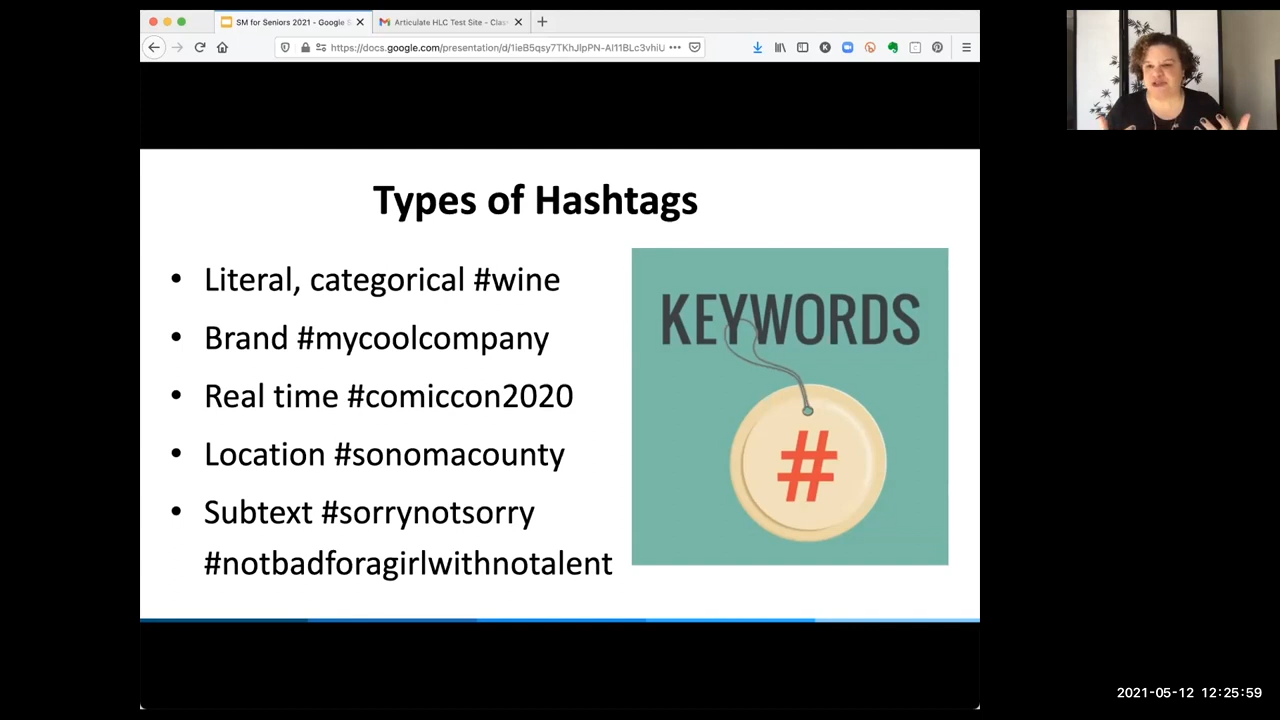 SM for Seniors 2021 - Google S
Articulate HLC Test Site - Clas
https://docs.google.com/presentation/d/1ieB5qsy7TKhJlpPN-AI11BLc3vhiU
Types of Hashtags
• Literal, categorical #wine
• Brand #mycoolcompany
• Real time #comiccon2020
• Location #sonomacounty
• Subtext #sorrynotsorry
#notbadforagirlwithnotalent
KEYWORDS
#
2021-05-12 12:25:59